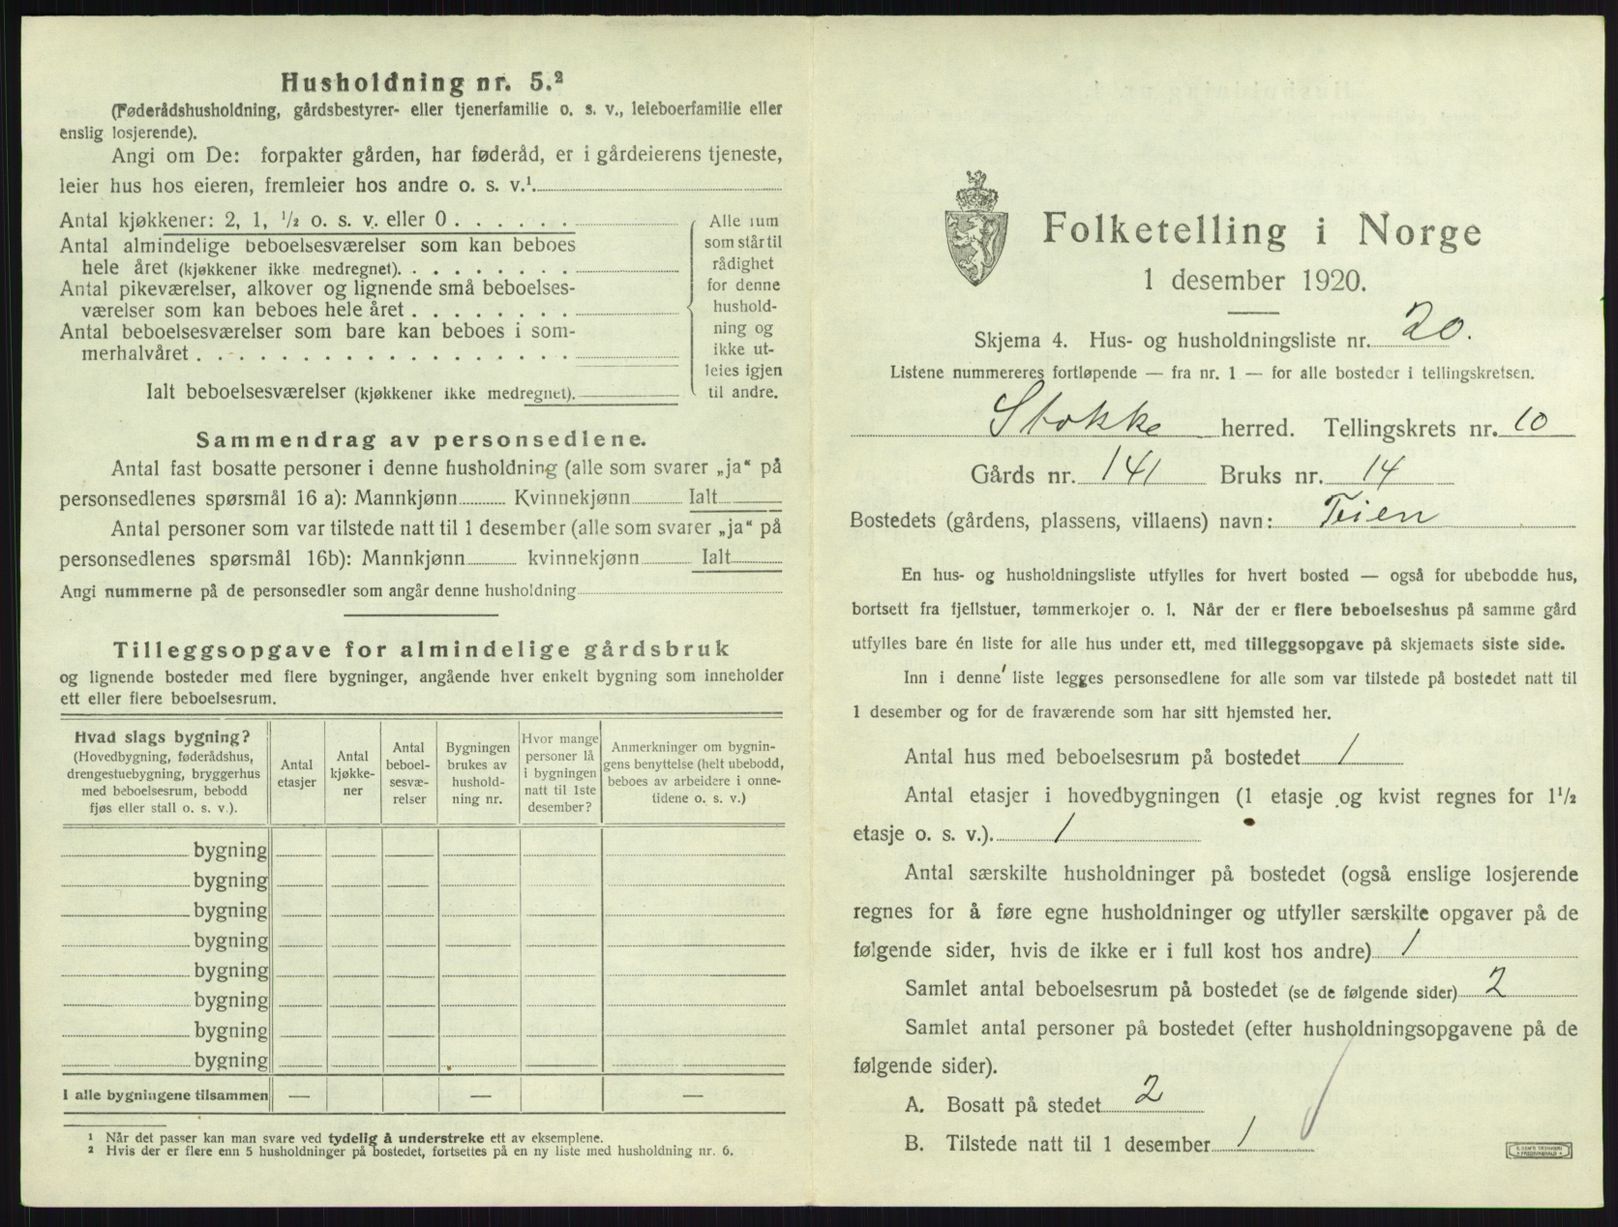 Husholdning nr. 5.²
(Føderådshusholdning, gårdsbestyrer- eller tjenerfamilie o. s. v., leieboerfamilie eller
enslig losjerende).
Angi om De: forpakter gården, har føderåd, er i gårdeierens tjeneste,
leier hus hos eieren, fremleier hos andre o. s. v.¹
Antal kjøkkener: 2, 1, ½ o. s. v. eller 0 . . . . . .
Antal almindelige beboelsesværelser som kan beboes
hele året (kjøkkener ikke medregnet). . . . . . . . .
Antal pikeværelser, alkover og lignende små beboelses-
værelser som kan beboes hele året . . . . . . . .
Antal beboelsesværelser som bare kan beboes i som-
merhalvåret . . . . . . . . . . . . . . . . . .
Ialt beboelsesværelser (kjøkkener ikke medregnet).
Alle rum
som står til
rådighet
for denne
hushold-
ning og
ikke ut-
leies igjen
til andre.
Sammendrag av personsedlene.
Antal fast bosatte personer i denne husholdning (alle som svarer „ja“ på
personsedlenes spørsmål 16 a): Mannkjønn Kvinnekjønn Ialt
Antal personer som var tilstede natt til 1 desember (alle som svarer „ja“ på
personsedlenes spørsmål 16b): Mannkjønn kvinnekjønn Ialt
Angi nummerne på de personsedler som angår denne husholdning
Tilleggsopgave for almindelige gårdsbruk
og lignende bosteder med flere bygninger, angående hver enkelt bygning som inneholder
ett eller flere beboelsesrum.
Hvad slags bygning?
(Hovedbygning, føderådshus,
drengestuebygning, bryggerhus
med beboelsesrum, bebodd
fjøs eller stall o. s. v.).
Antal
etasjer
Antal
kjøkke-
ner
Antal
beboel-
sesvæ-
relser
Bygningen
brukes av
hushold-
ning nr.
Hvor mange
personer lå
i bygningen
natt til 1ste
desember?
Anmerkninger om bygnin-
gens benyttelse (helt ubebodd,
beboes av arbeidere i onne-
tidene o. s. v.)
bygning
bygning
bygning
bygning
bygning
bygning
bygning
bygning
I alle bygningene tilsammen — — —
¹ Når det passer kan man svare ved tydelig å understreke ett av eksemplene.
² Hvis der er flere enn 5 husholdninger på bostedet, fortsettes på en ny liste med husholdning nr. 6.
Folketelling i Norge
1 desember 1920.
Skjema 4. Hus- og husholdningsliste nr. 20.
Listene nummereres fortløpende — fra nr. 1 — for alle bosteder i tellingskretsen.
Stokke herred. Tellingskrets nr. 10
Gårds nr. 141 Bruks nr. 14
Bostedets (gårdens, plassens, villaens) navn: Teien
En hus- og husholdningsliste utfylles for hvert bosted — også for ubebodde hus,
bortsett fra fjellstuer, tømmerkojer o. l. Når der er flere beboelseshus på samme gård
utfylles bare én liste for alle hus under ett, med tilleggsopgave på skjemaets siste side.
Inn i denne liste legges personsedlene for alle som var tilstede på bostedet natt til
1 desember og for de fraværende som har sitt hjemsted her.
Antal hus med beboelsesrum på bostedet 1
Antal etasjer i hovedbygningen (1 etasje og kvist regnes for 1½
etasje o. s. v.). 1
Antal særskilte husholdninger på bostedet (også enslige losjerende
regnes for å føre egne husholdninger og utfyller særskilte opgaver på de
følgende sider, hvis de ikke er i full kost hos andre) 1
Samlet antal beboelsesrum på bostedet (se de følgende sider) 2
Samlet antal personer på bostedet (efter husholdningsopgavene på de
følgende sider).
A. Bosatt på stedet 2
B. Tilstede natt til 1 desember 1